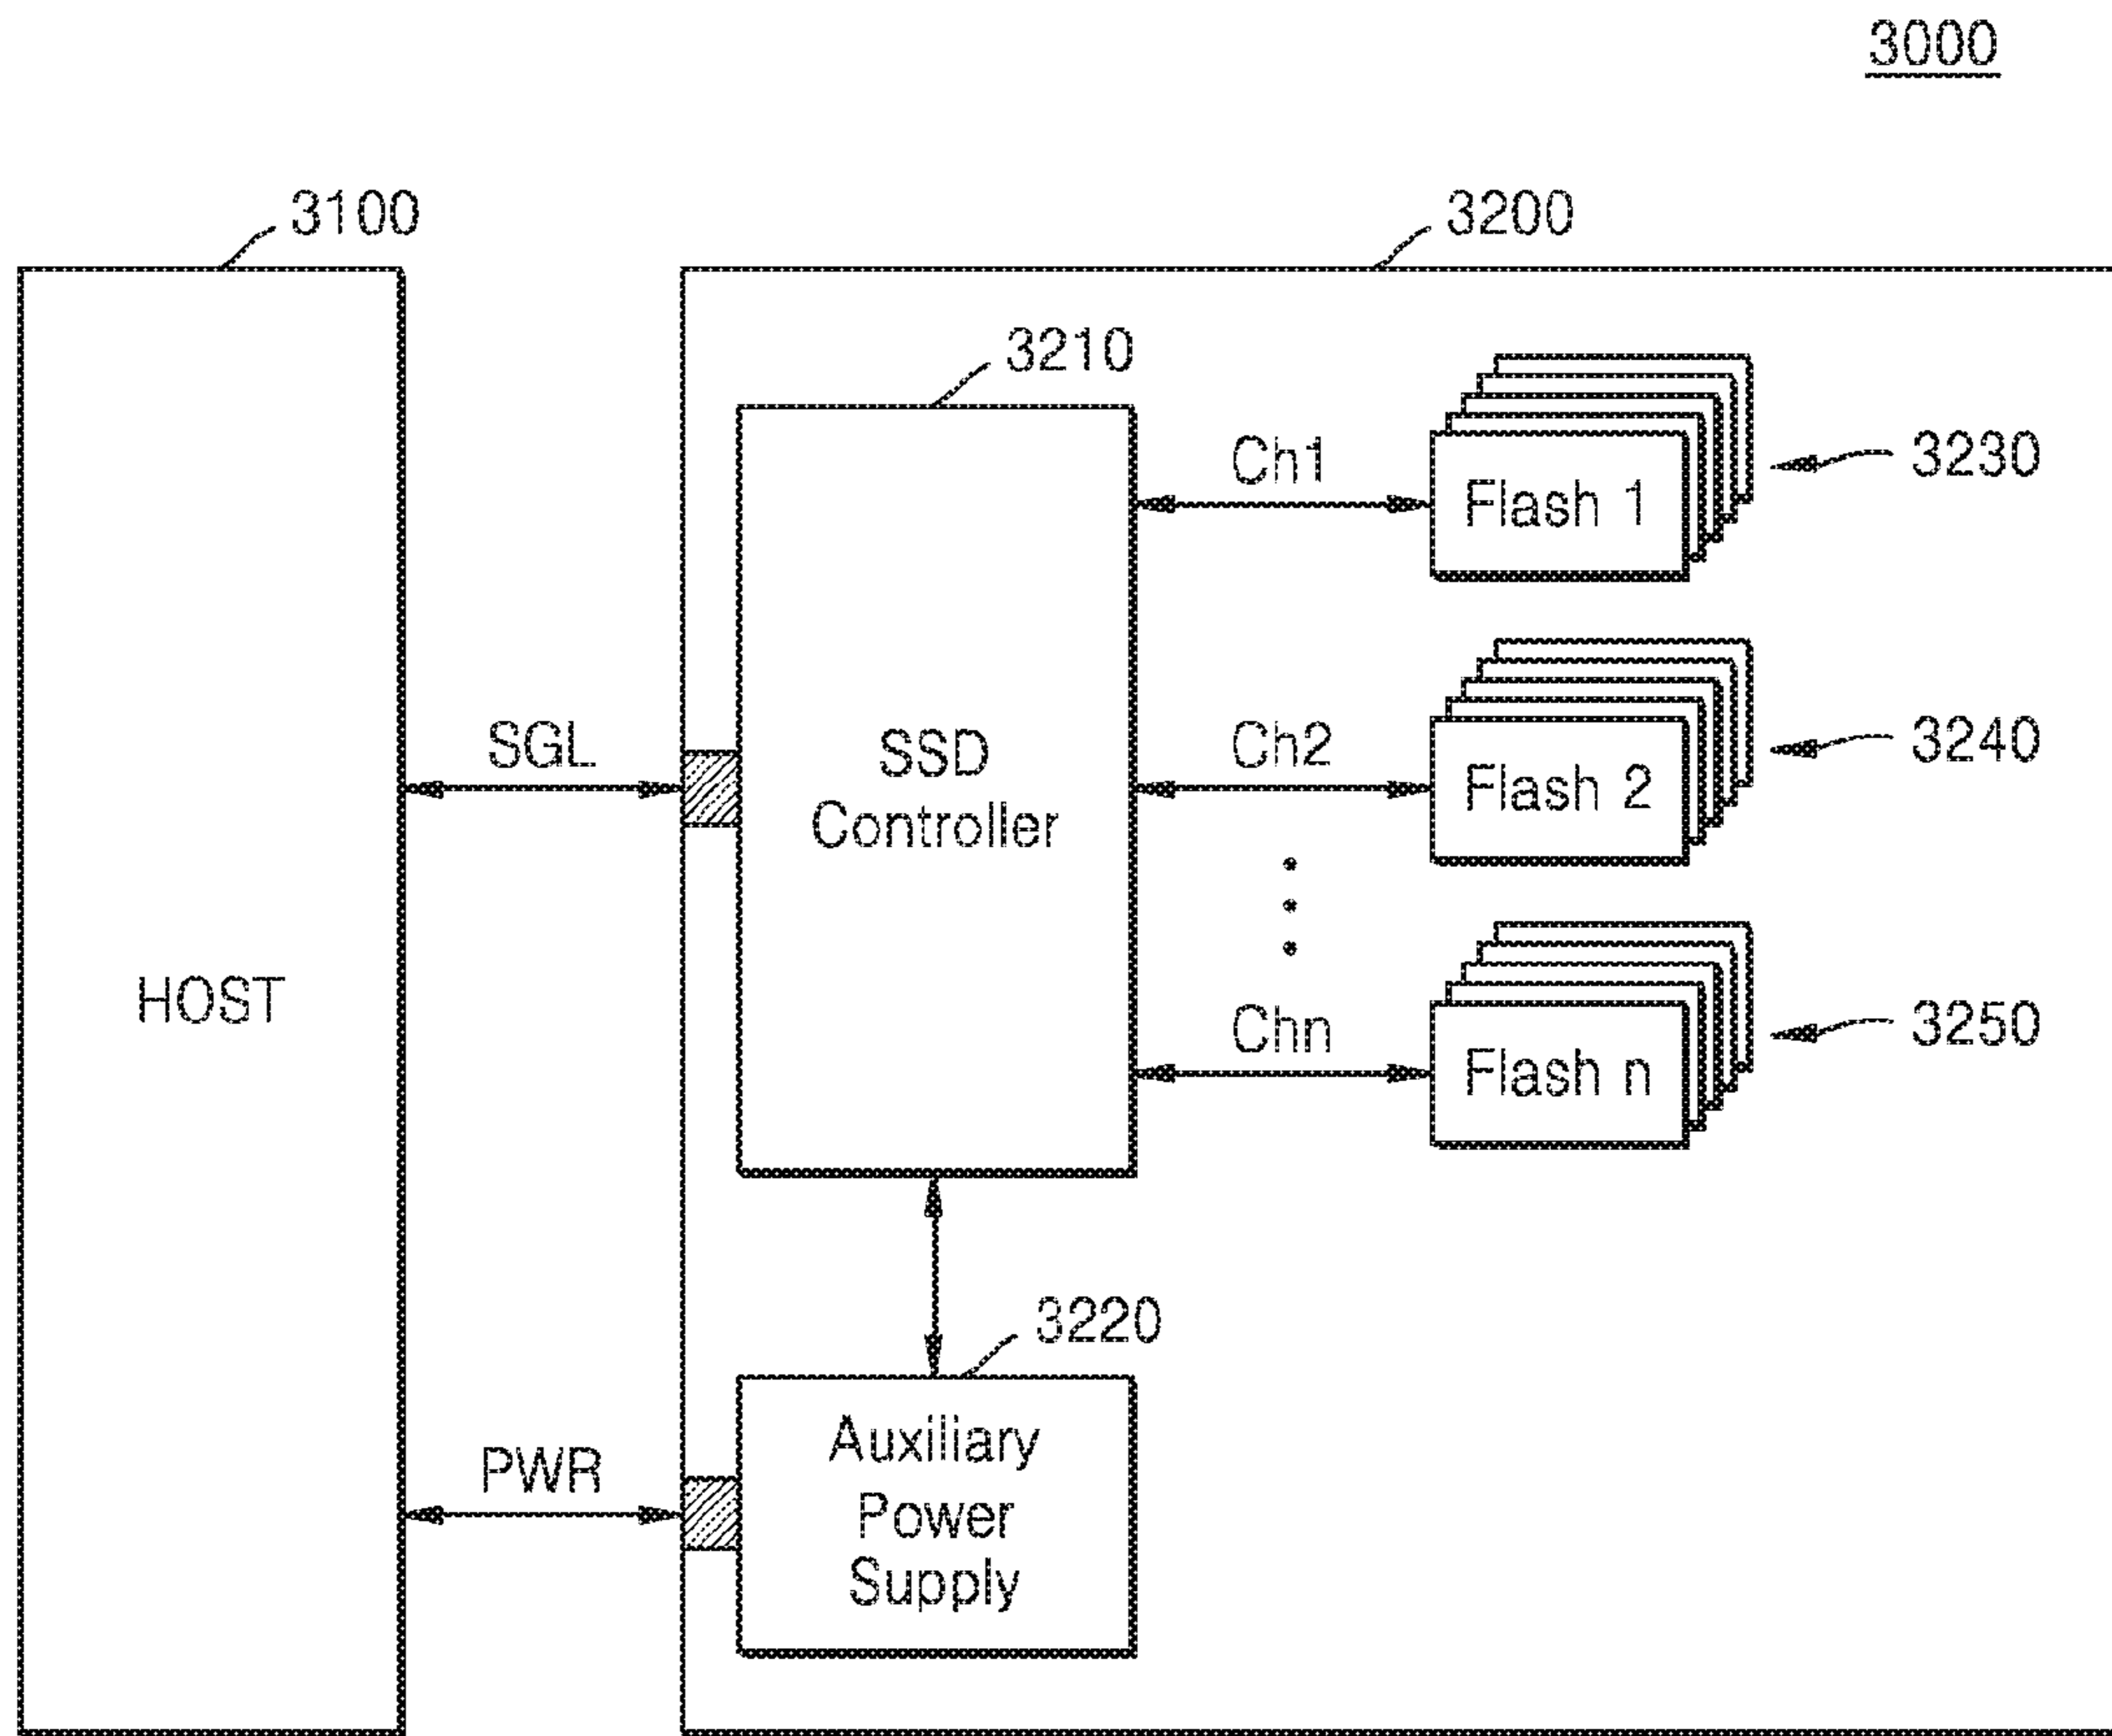 3000
3100
3200
3210
Ch1
Flash 1
3230
SGL
SSD
Controller
Ch2
Flash 2
3240
HOST
Chn
Flash n
3250
3220
PWR
Auxiliary
Power
Supply